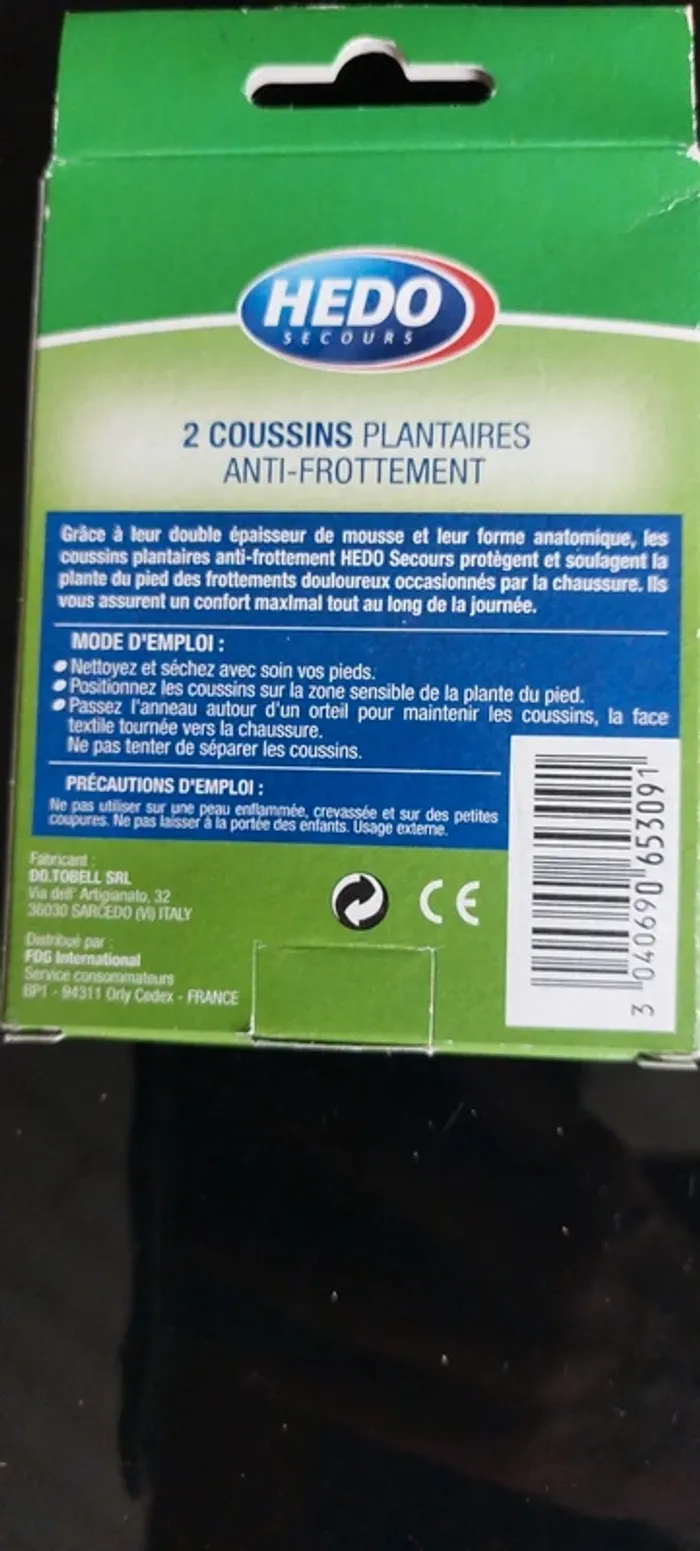 HEDO
SECOURS
2 COUSSINS PLANTAIRES
ANTI-FROTTEMENT
Grâce à leur double épaisseur de mousse et leur forme anatomique, les
coussins plantaires anti-frottement HEDO Secours protègent et soulagent la
plante du pied des frottements douloureux occasionnés par la chaussure. Ils
vous assurent un confort maximal tout au long de la journée.
MODE D'EMPLOI :
Nettoyez et séchez avec soin vos pieds.
Positionnez les coussins sur la zone sensible de la plante du pied.
Passez l'anneau autour d'un orteil pour maintenir les coussins, la face
textile tournée vers la chaussure.
Ne pas tenter de séparer les coussins.
PRÉCAUTIONS D'EMPLOI :
Ne pas utiliser sur une peau enflammée, crevassée et sur des petites
coupures. Ne pas laisser à la portée des enfants. Usage externe.
Fabricant :
DO.TOBELL SRL
Via dell' Artigianato, 32
36030 SARCEDO (VI) ITALY
Distribué par :
FDG International
Service consommateurs
BP1 - 94311 Orly Cedex - FRANCE
CE
3 040690 653091